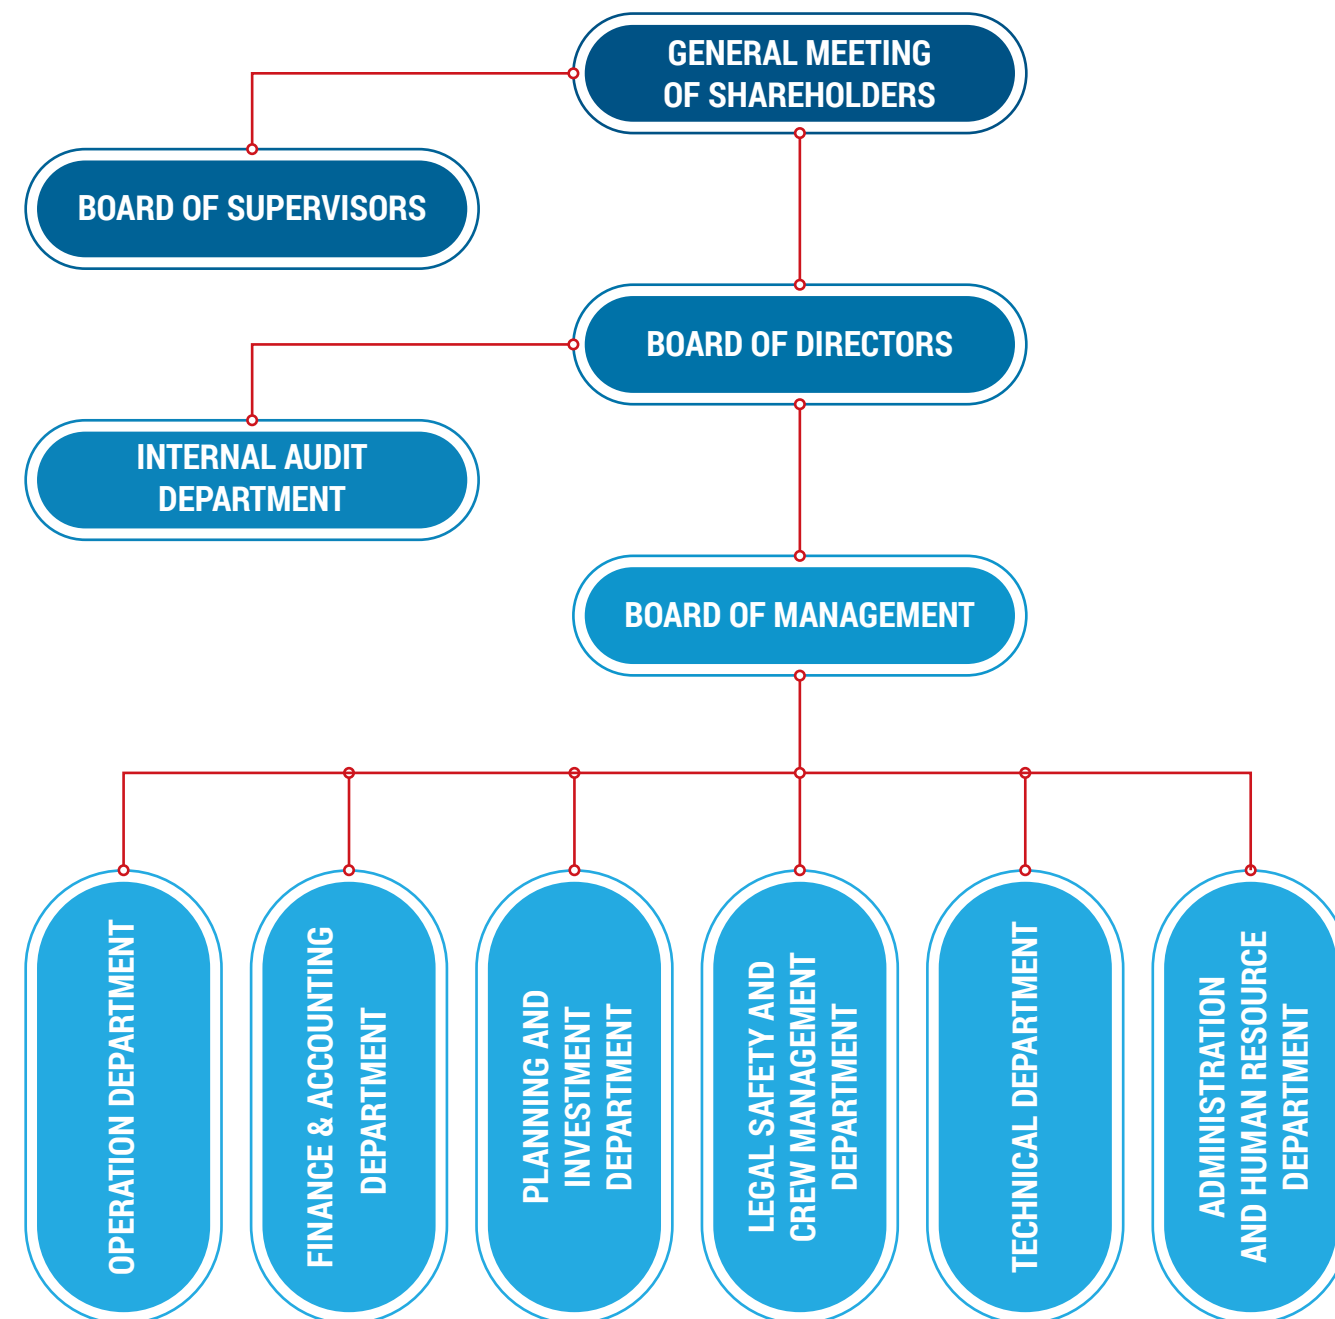 GENERAL MEETING
OF SHAREHOLDERS
BOARD OF SUPERVISORS
BOARD OF DIRECTORS
INTERNAL AUDIT
DEPARTMENT
BOARD OF MANAGEMENT
OPERATION DEPARTMENT
FINANCE & ACCOUNTING
DEPARTMENT
PLANNING AND
INVESTMENT
DEPARTMENT
LEGAL SAFETY AND
CREW MANAGEMENT
DEPARTMENT
TECHNICAL DEPARTMENT
ADMINISTRATION
AND HUMAN RESOURCE
DEPARTMENT